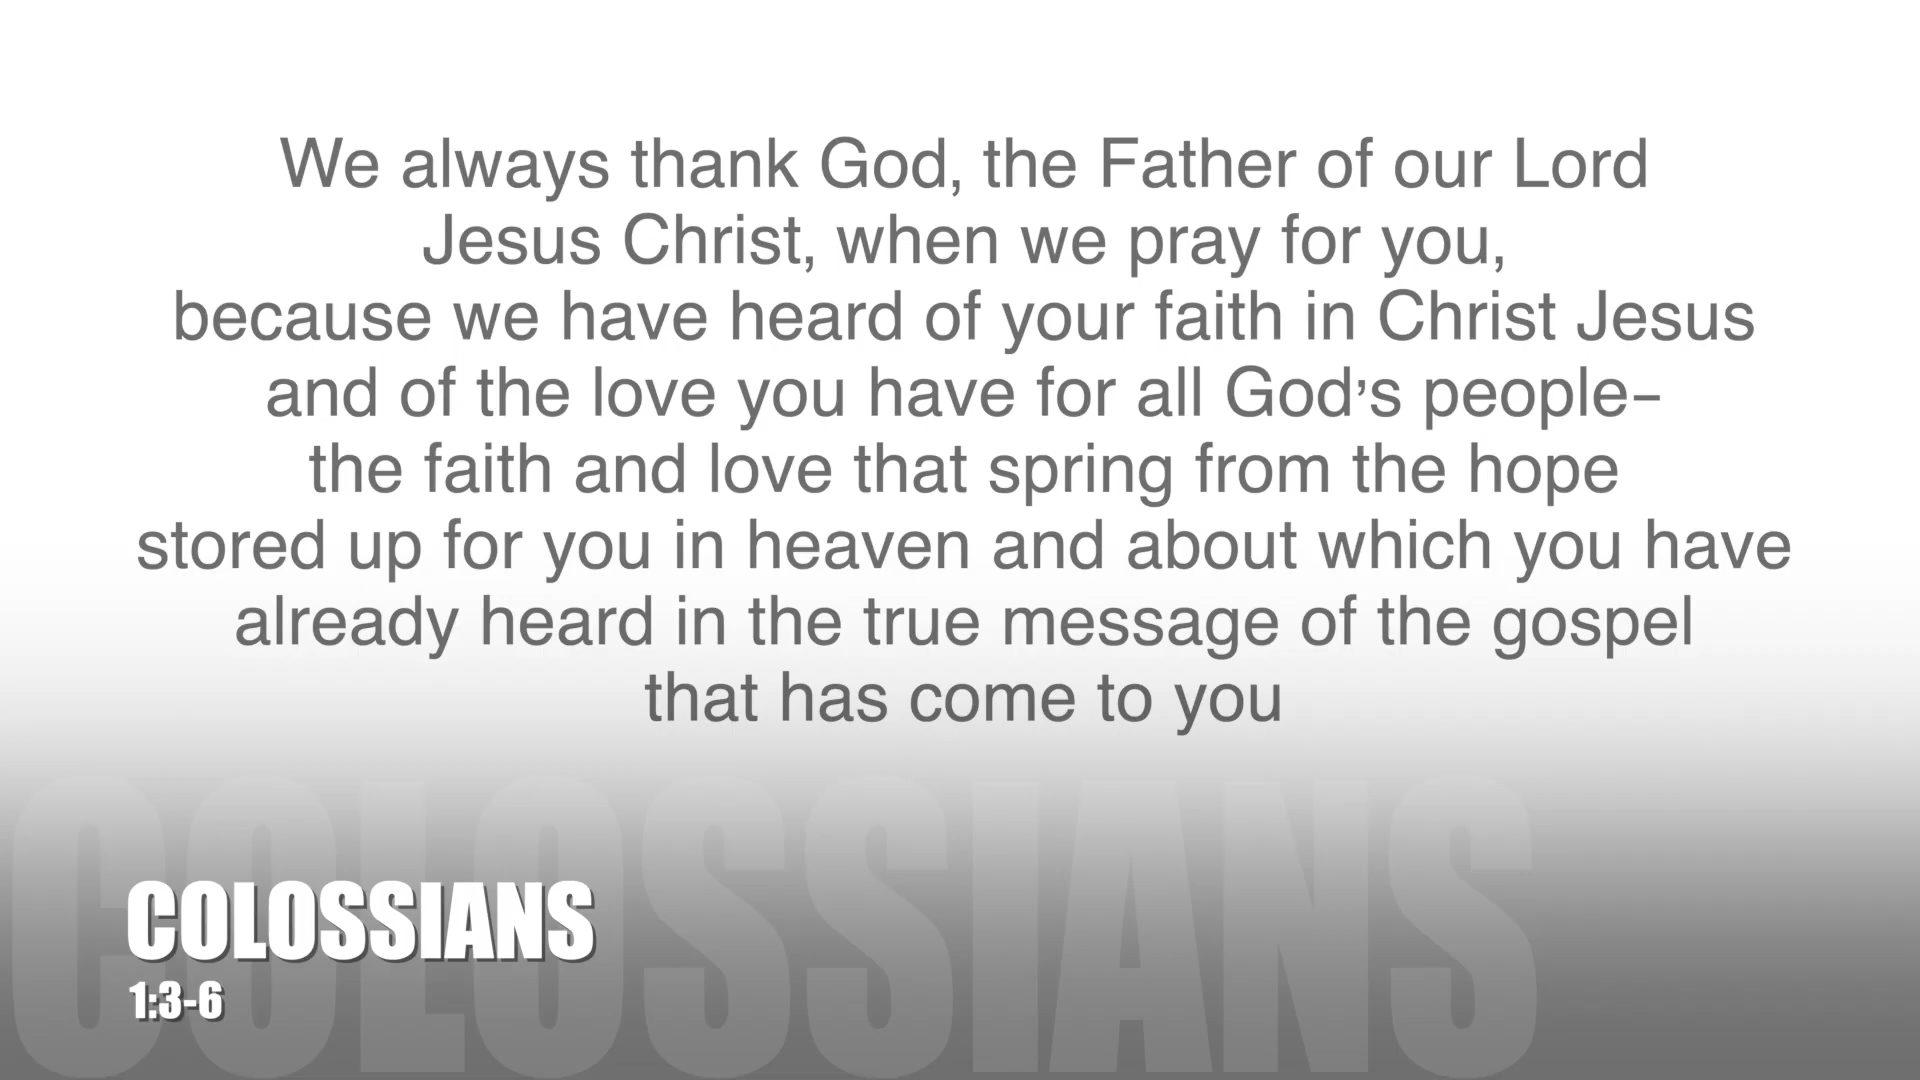 We always thank God, the Father of our Lord
Jesus Christ, when we pray for you,
because we have heard of your faith in Christ Jesus
and of the love you have for all God's people–
the faith and love that spring from the hope
stored up for you in heaven and about which you have
already heard in the true message of the gospel
that has come to you
COLOSSIANS
COLOSSIANS
1:3-6